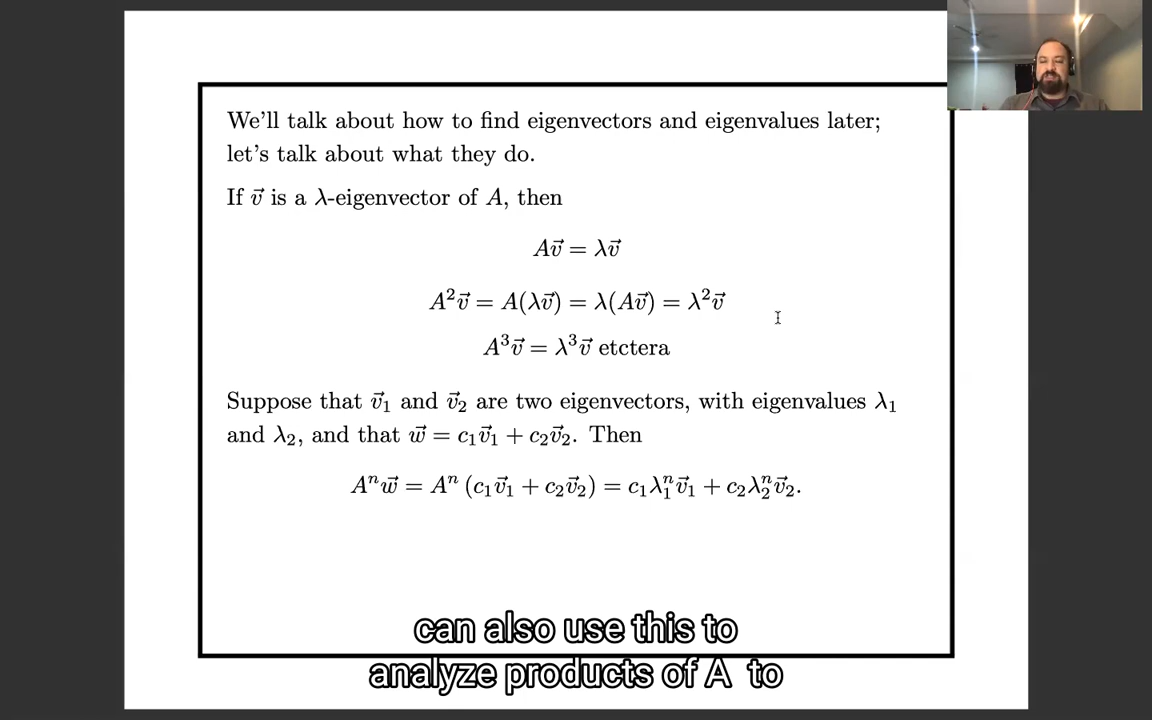 We'll talk about how to find eigenvectors and eigenvalues later;
let's talk about what they do.
If v⃗ is a λ-eigenvector of A, then
Av⃗ = λv⃗
A²v⃗ = A(λv⃗) = λ(Av⃗) = λ²v⃗
A³v⃗ = λ³v⃗ etctera
Suppose that v⃗₁ and v⃗₂ are two eigenvectors, with eigenvalues λ₁
and λ₂, and that w⃗ = c₁v⃗₁ + c₂v⃗₂. Then
Aⁿw⃗ = Aⁿ (c₁v⃗₁ + c₂v⃗₂) = c₁λ₁ⁿv⃗₁ + c₂λ₂ⁿv⃗₂.
can also use this to
analyze products of A to